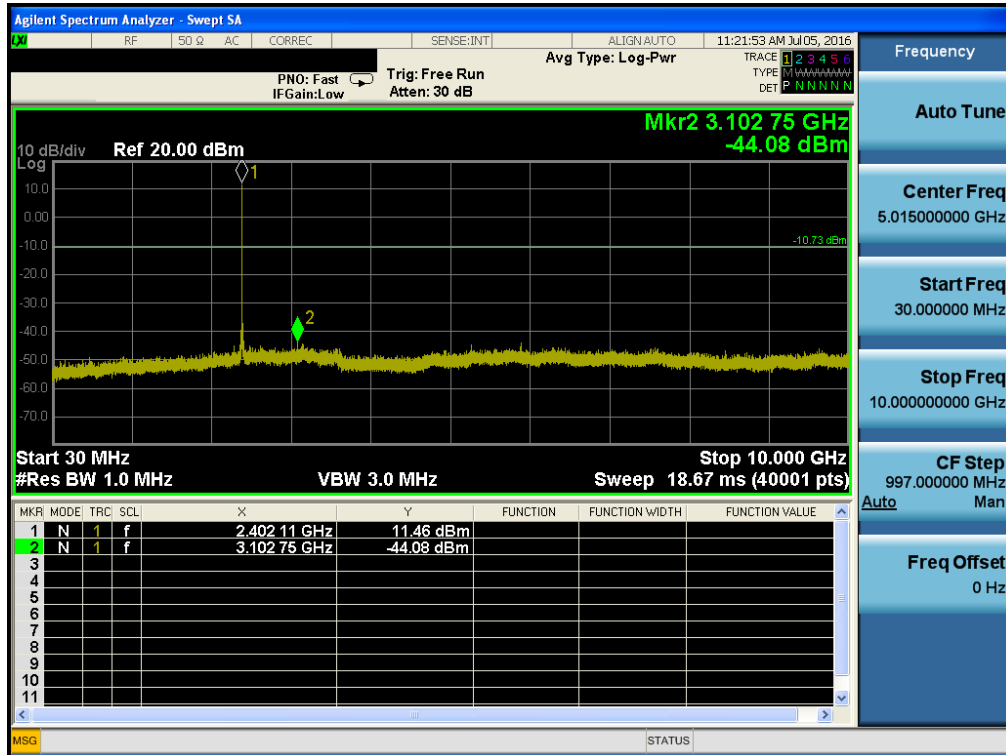 Agilent Spectrum Analyzer - Swept SA
LXI RF 50 Ω AC CORREC SENSE:INT ALIGN AUTO 11:21:53 AM Jul 05, 2016
Frequency
Avg Type: Log-Pwr
TRACE 1 2 3 4 5 6
PNO: Fast Trig: Free Run
TYPE M
IFGain:Low Atten: 30 dB
DET P N N N N N
Auto Tune
Mkr2 3.102 75 GHz
-44.08 dBm
10 dB/div Ref 20.00 dBm
Log
1
10.0
0.00
-10.0
-10.73 dBm
-20.0
-30.0
2
-40.0
-50.0
-60.0
-70.0
Center Freq
5.015000000 GHz
Start Freq
30.000000 MHz
Stop Freq
10.000000000 GHz
Start 30 MHz Stop 10.000 GHz
#Res BW 1.0 MHz VBW 3.0 MHz Sweep 18.67 ms (40001 pts)
CF Step
997.000000 MHz
Auto Man
MKR MODE TRC SCL X Y FUNCTION FUNCTION WIDTH FUNCTION VALUE
1 N 1 f 2.402 11 GHz 11.46 dBm
2 N 1 f 3.102 75 GHz -44.08 dBm
3
4
5
6
7
8
9
10
11
Freq Offset
0 Hz
MSG STATUS